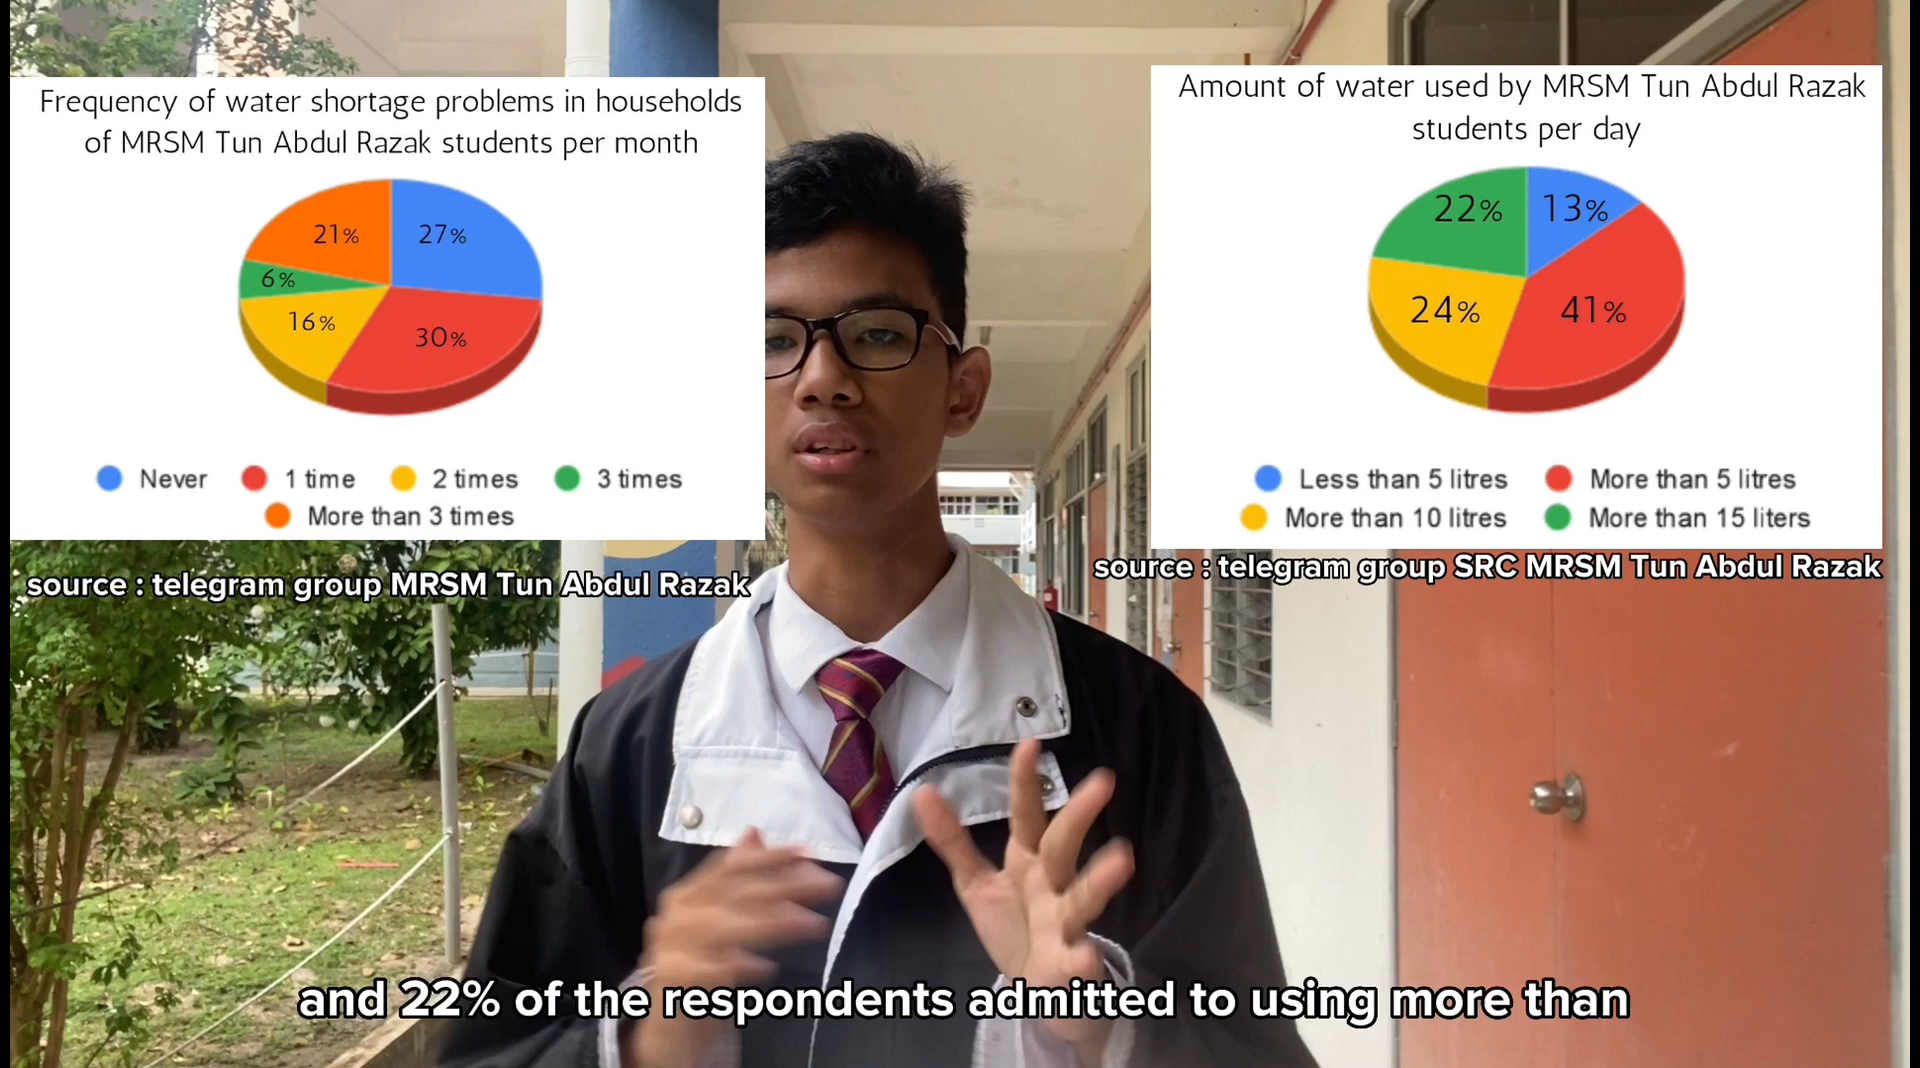 Frequency of water shortage problems in households
of MRSM Tun Abdul Razak students per month
21%
27%
6%
16%
30%
Never
1 time
2 times
3 times
More than 3 times
source : telegram group MRSM Tun Abdul Razak
Amount of water used by MRSM Tun Abdul Razak
students per day
22%
13%
24%
41%
Less than 5 litres
More than 5 litres
More than 10 litres
More than 15 liters
source : telegram group SRC MRSM Tun Abdul Razak
and 22% of the respondents admitted to using more than